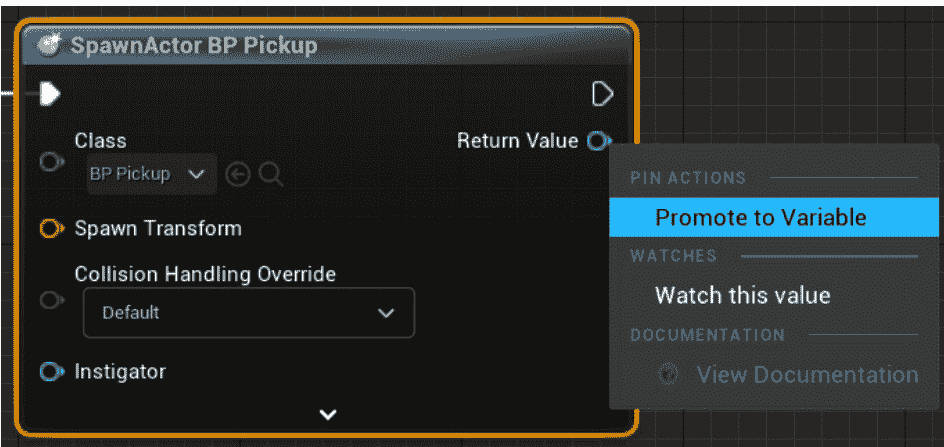 SpawnActor BP Pickup
Class
Return Value
BP Pickup
Spawn Transform
Collision Handling Override
Default
Instigator
PIN ACTIONS
Promote to Variable
WATCHES
Watch this value
DOCUMENTATION
View Documentation